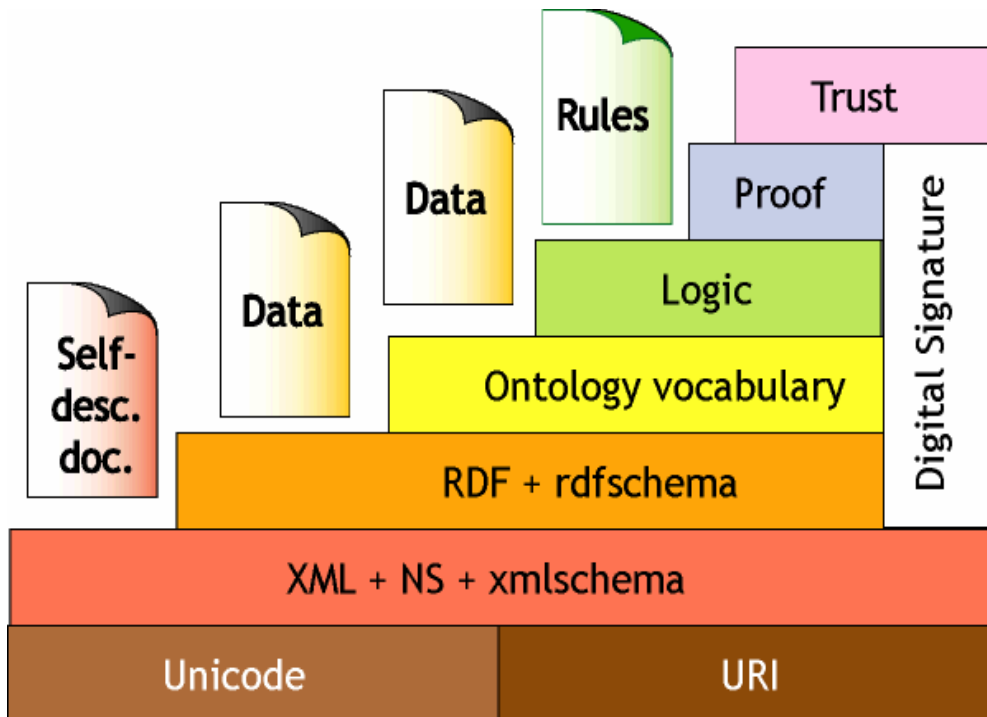 Rules
Trust
Data
Proof
Data
Logic
Digital Signature
Self-
desc.
doc.
Ontology vocabulary
RDF + rdfschema
XML + NS + xmlschema
Unicode
URI